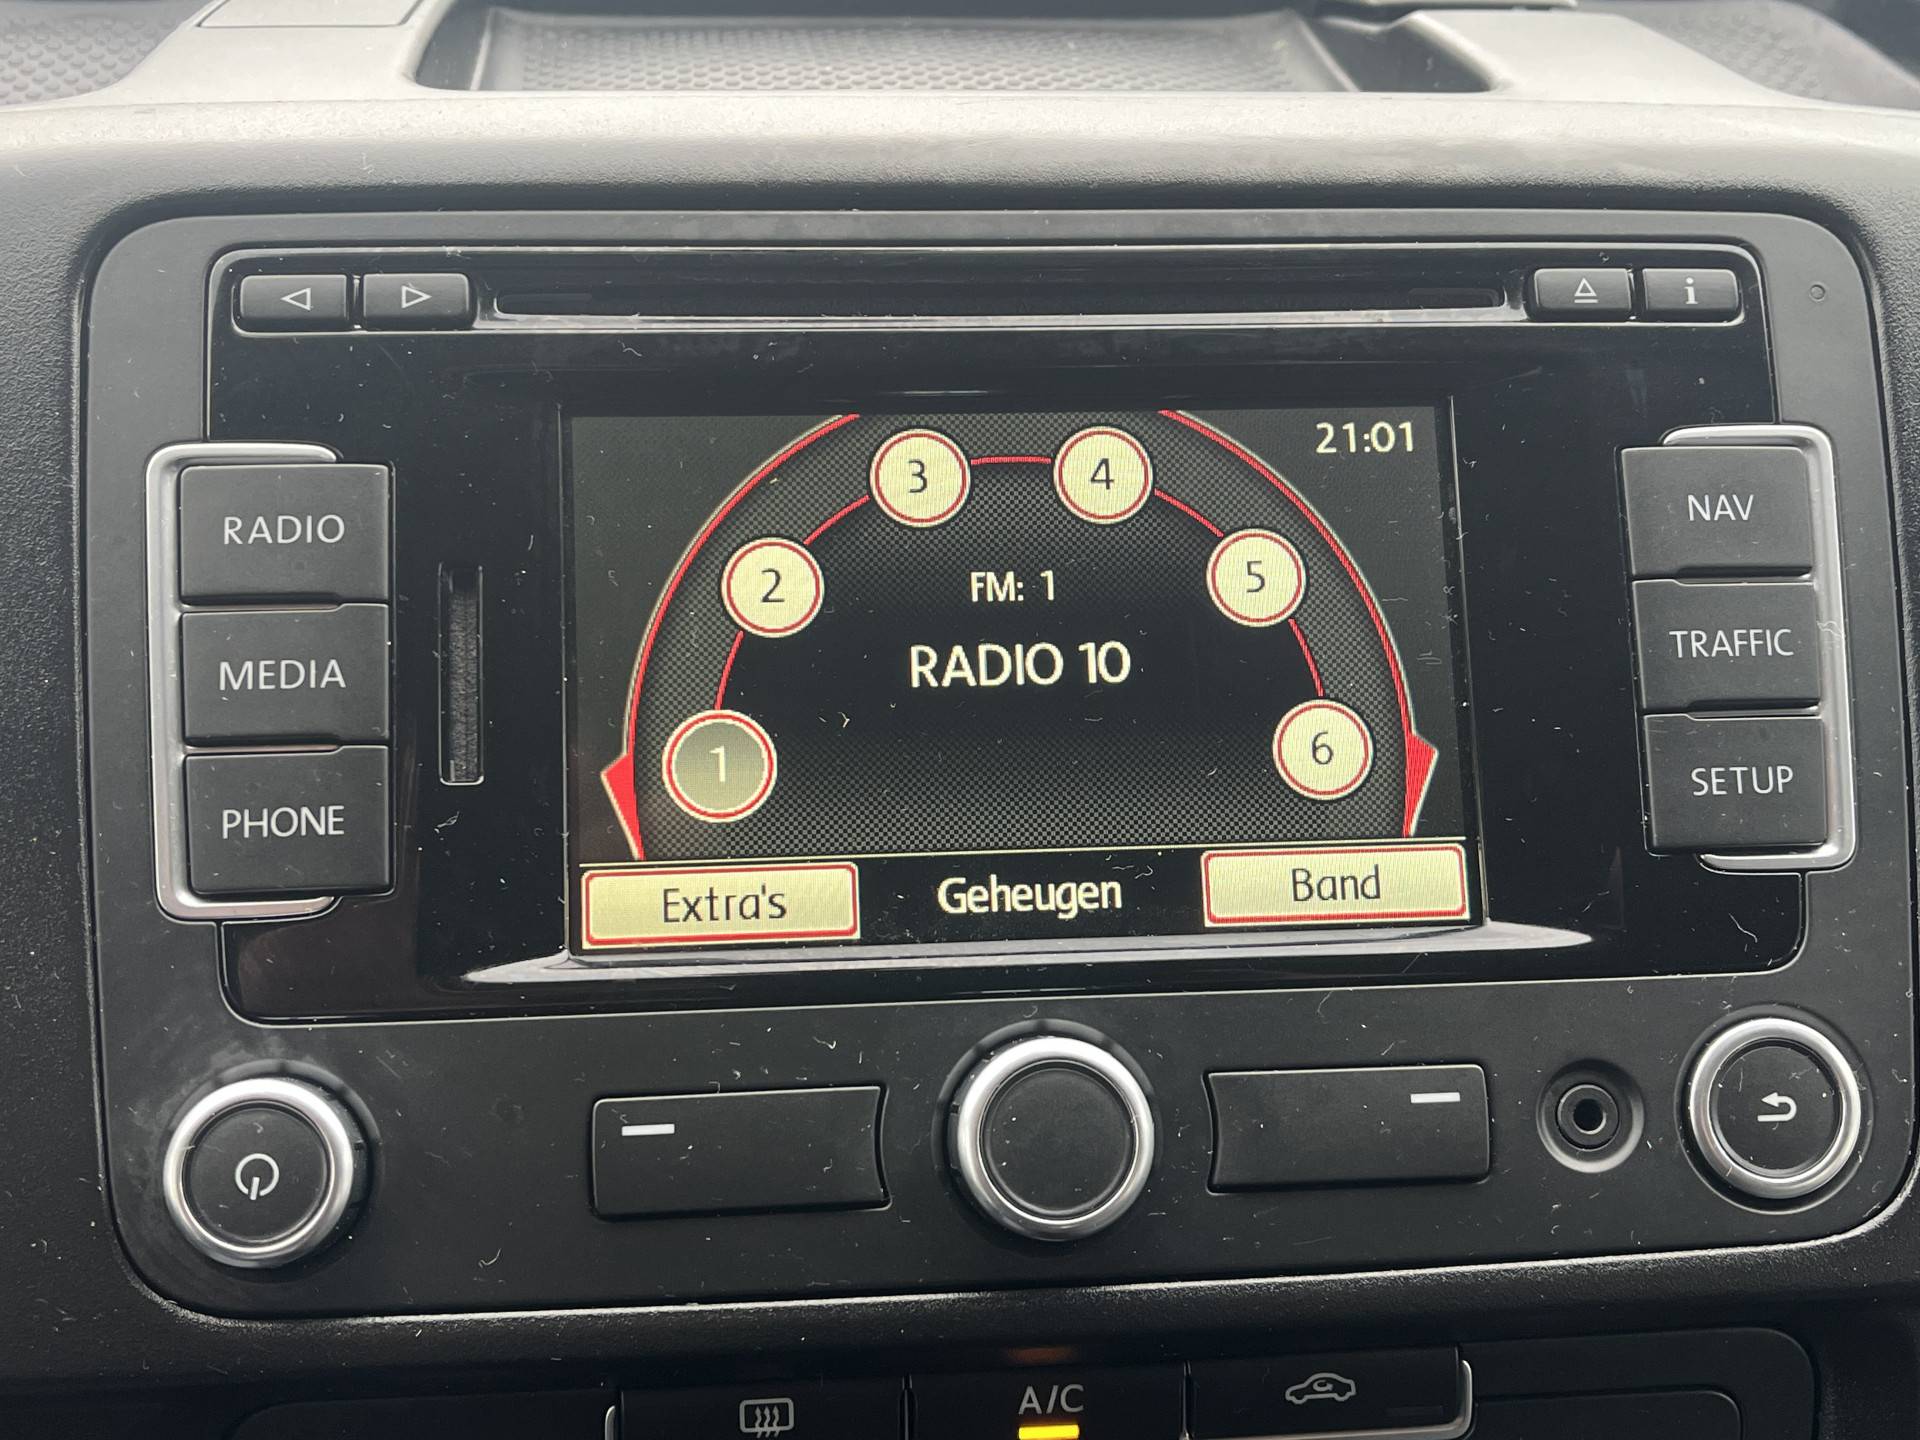 i
21:01
3
4
2
5
FM: 1
RADIO 10
1
6
Extra's
Geheugen
Band
RADIO
MEDIA
PHONE
NAV
TRAFFIC
SETUP
A/C